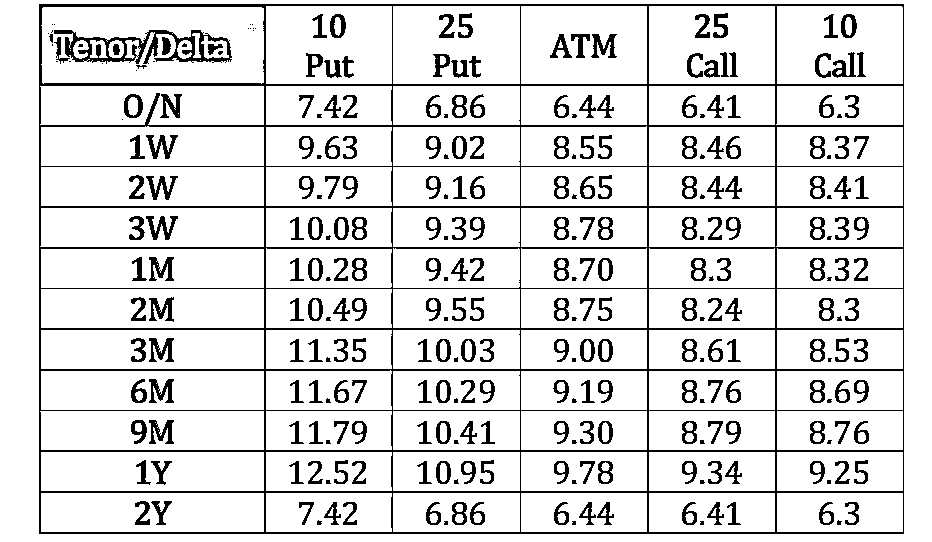 Tenor/Delta 10 Put 25 Put ATM 25 Call 10 Call
O/N 7.42 6.86 6.44 6.41 6.3
1W 9.63 9.02 8.55 8.46 8.37
2W 9.79 9.16 8.65 8.44 8.41
3W 10.08 9.39 8.78 8.29 8.39
1M 10.28 9.42 8.70 8.3 8.32
2M 10.49 9.55 8.75 8.24 8.3
3M 11.35 10.03 9.00 8.61 8.53
6M 11.67 10.29 9.19 8.76 8.69
9M 11.79 10.41 9.30 8.79 8.76
1Y 12.52 10.95 9.78 9.34 9.25
2Y 7.42 6.86 6.44 6.41 6.3